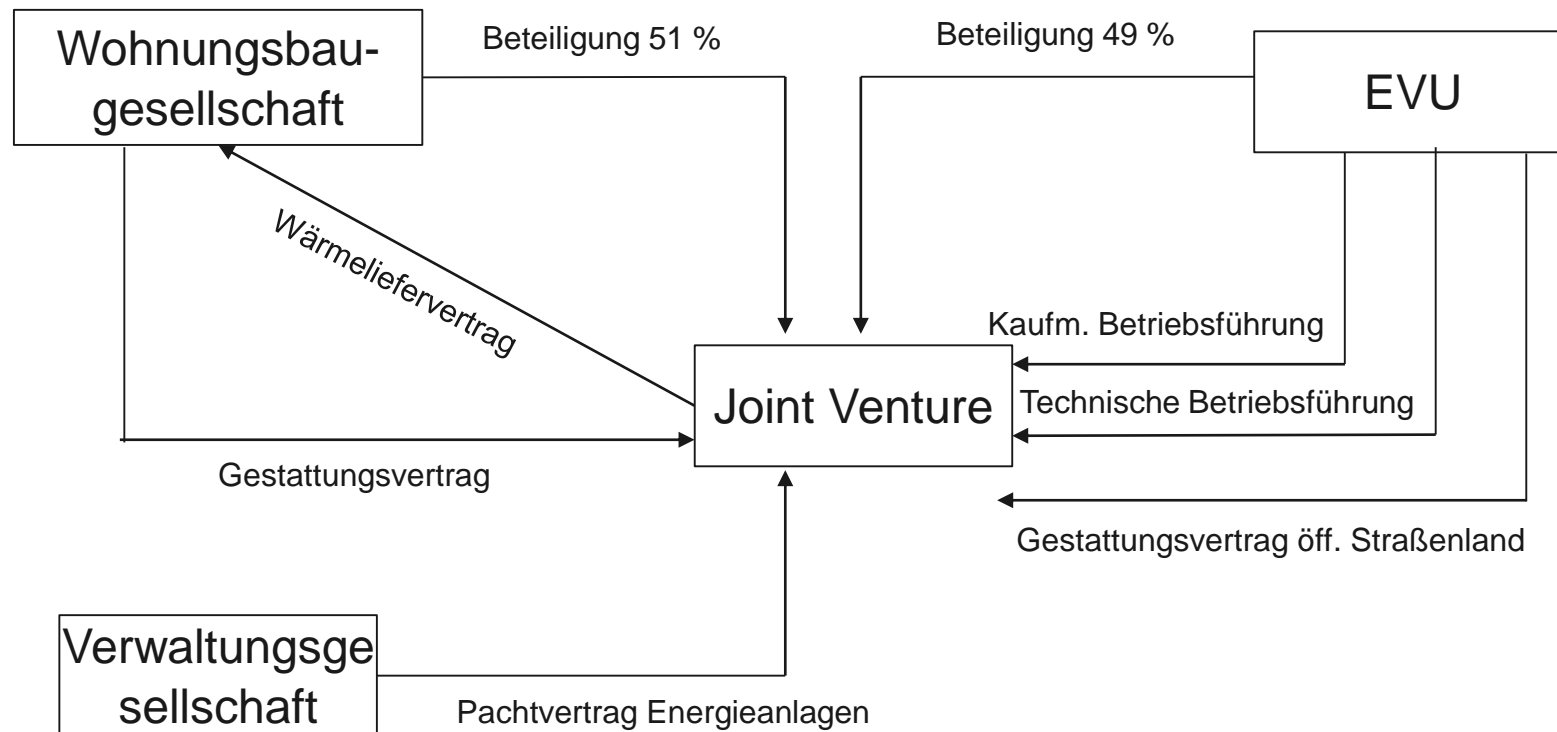 Wohnungsbau-
gesellschaft
Beteiligung 51 %
Beteiligung 49 %
EVU
Wärmeliefervertrag
Kaufm. Betriebsführung
Joint Venture
Technische Betriebsführung
Gestattungsvertrag
Gestattungsvertrag öff. Straßenland
Verwaltungsge
sellschaft
Pachtvertrag Energieanlagen